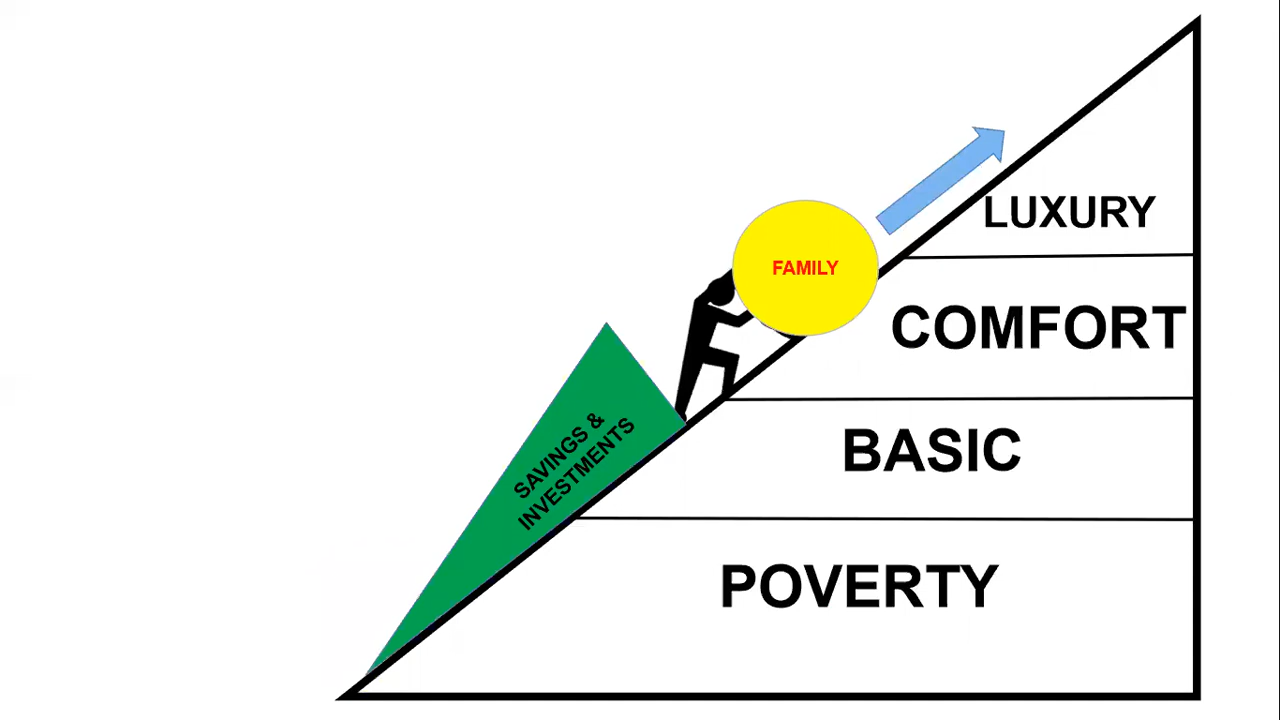 LUXURY
FAMILY
COMFORT
SAVINGS &
INVESTMENTS
BASIC
POVERTY